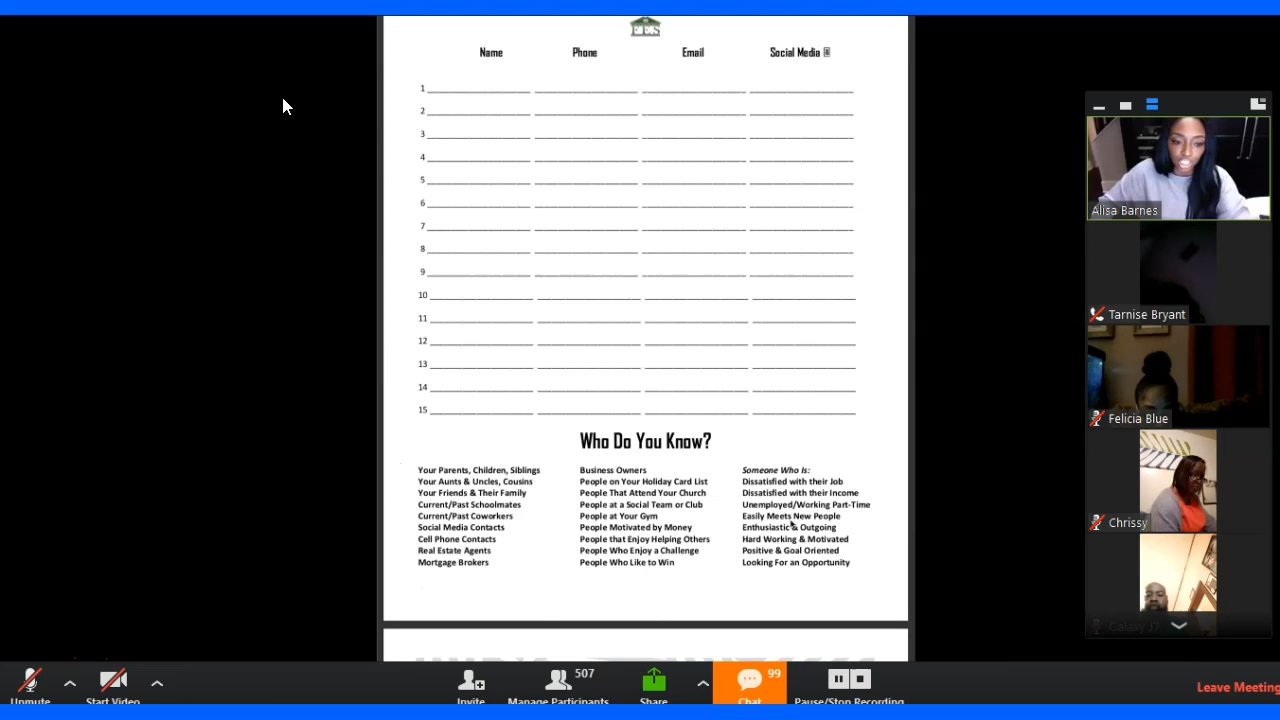 FES
Name Phone Email Social Media @
1
2
3
4
5
6
7
8
9
10
11
12
13
14
15
Who Do You Know?
Your Parents, Children, Siblings
Your Aunts & Uncles, Cousins
Your Friends & Their Family
Current/Past Schoolmates
Current/Past Coworkers
Social Media Contacts
Cell Phone Contacts
Real Estate Agents
Mortgage Brokers
Business Owners
People on Your Holiday Card List
People That Attend Your Church
People at a Social Team or Club
People at Your Gym
People Motivated by Money
People that Enjoy Helping Others
People Who Enjoy a Challenge
People Who Like to Win
Someone Who Is:
Dissatisfied with their Job
Dissatisfied with their Income
Unemployed/Working Part-Time
Easily Meets New People
Enthusiastic & Outgoing
Hard Working & Motivated
Positive & Goal Oriented
Looking For an Opportunity
Alisa Barnes
Tarnise Bryant
Felicia Blue
Chrissy
Galaxy J7
507
99
Unmute
Start Video
Invite
Manage Participants
Share
Chat
Pause/Stop Recording
Leave Meeting